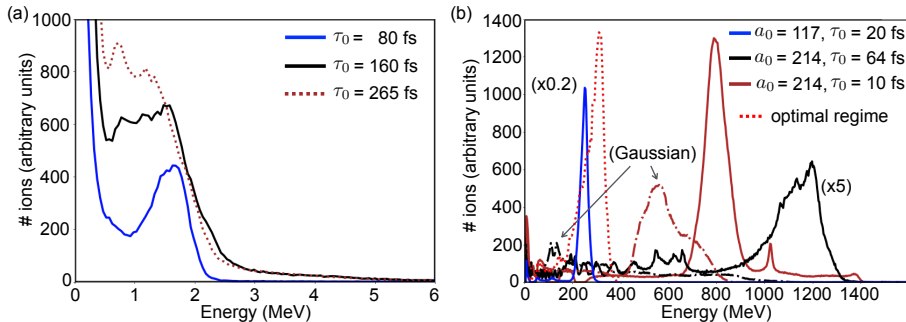 (a)
# ions (arbitrary units)
1000
800
600
400
200
0
0 1 2 3 4 5 6
Energy (MeV)
τ₀ = 80 fs
τ₀ = 160 fs
τ₀ = 265 fs
(b)
# ions (arbitrary units)
1400
1200
1000
800
600
400
200
0
0 200 400 600 800 1000 1200 1400
Energy (MeV)
a₀ = 117, τ₀ = 20 fs
a₀ = 214, τ₀ = 64 fs
a₀ = 214, τ₀ = 10 fs
optimal regime
(x0.2)
(Gaussian)
(x5)